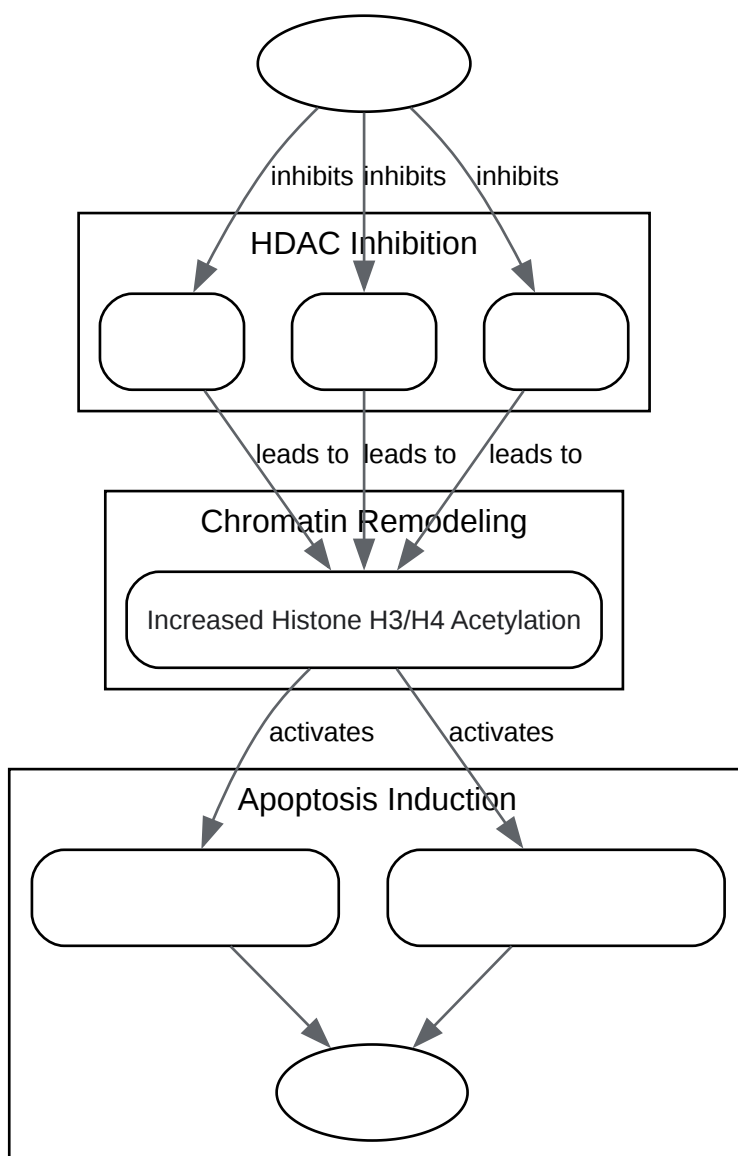 inhibits inhibits inhibits
HDAC Inhibition
leads to leads to leads to
Chromatin Remodeling
Increased Histone H3/H4 Acetylation
activates activates
Apoptosis Induction